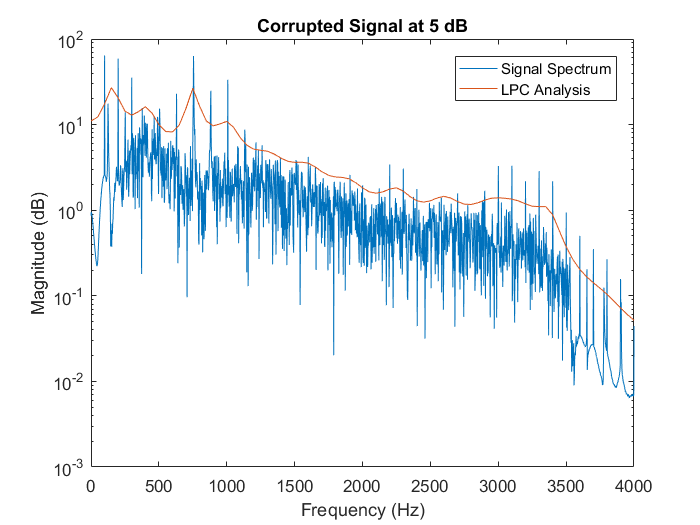 Corrupted Signal at 5 dB
Signal Spectrum
LPC Analysis
Magnitude (dB)
10^2
10^1
10^0
10^-1
10^-2
10^-3
0 500 1000 1500 2000 2500 3000 3500 4000
Frequency (Hz)